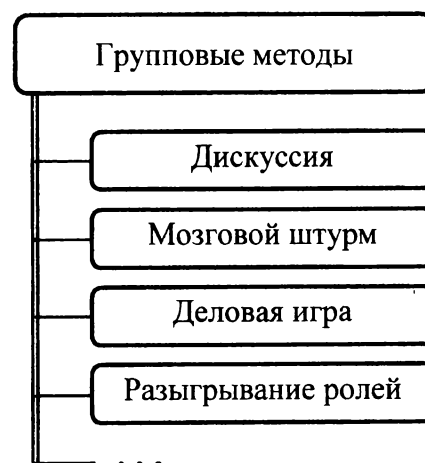 Групповые методы
Дискуссия
Мозговой штурм
Деловая игра
Разыгрывание ролей